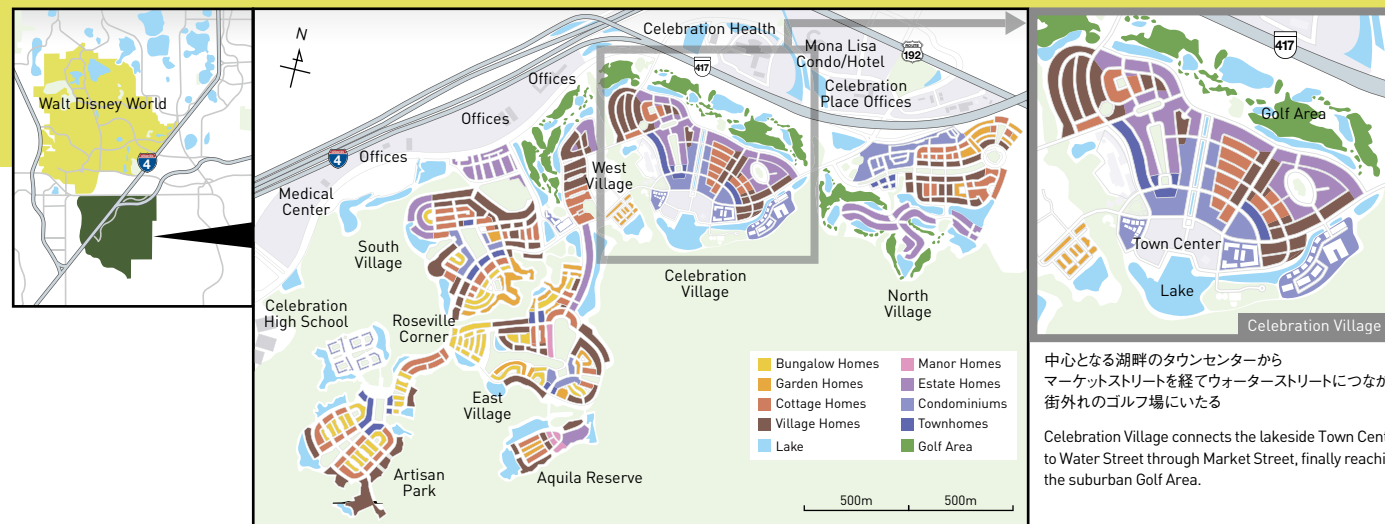 Walt Disney World
4
N
Celebration Health
417
Mona Lisa
Condo/Hotel
ROUTE
192
Celebration
Place Offices
Offices
Offices
4
Offices
Medical
Center
West
Village
South
Village
Celebration
Village
North
Village
Celebration
High School
Roseville
Corner
East
Village
Artisan
Park
Aquila Reserve
Bungalow Homes
Garden Homes
Cottage Homes
Village Homes
Lake
Manor Homes
Estate Homes
Condominiums
Townhomes
Golf Area
500m
500m
417
Golf Area
Town Center
Lake
Celebration Village
中心となる湖畔のタウンセンターから
マーケットストリートを経てウォーターストリートにつなが
街外れのゴルフ場にいたる
Celebration Village connects the lakeside Town Cent
to Water Street through Market Street, finally reachi
the suburban Golf Area.